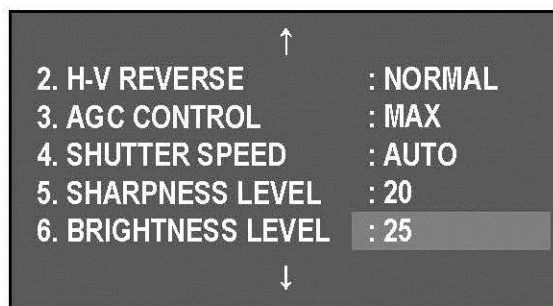 ↑
2. H-V REVERSE : NORMAL
3. AGC CONTROL : MAX
4. SHUTTER SPEED : AUTO
5. SHARPNESS LEVEL : 20
6. BRIGHTNESS LEVEL : 25
↓